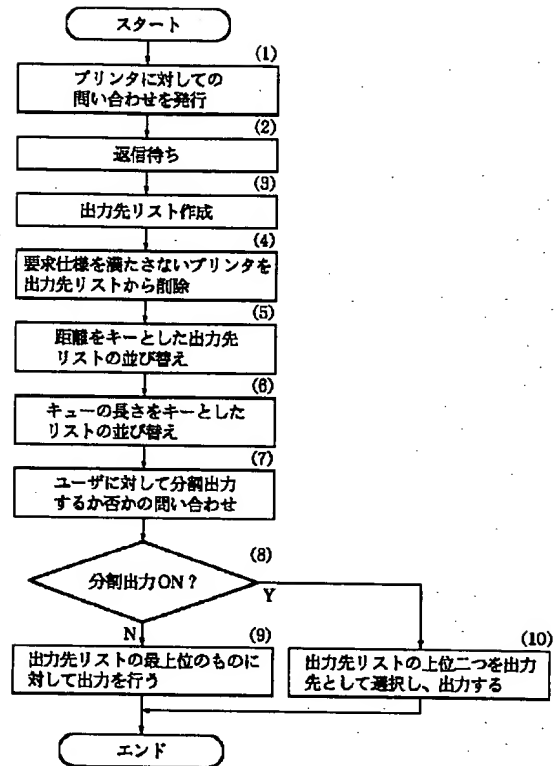 スタート
(1)
プリンタに対しての
問い合わせを発行
(2)
返信待ち
(3)
出力先リスト作成
(4)
要求仕様を満たさないプリンタを
出力先リストから削除
(5)
距離をキーとした出力先
リストの並び替え
(6)
キューの長さをキーとした
リストの並び替え
(7)
ユーザに対して分割出力
するか否かの問い合わせ
(8)
分割出力ON?
Y
N
(9)
出力先リストの最上位のものに
対して出力を行う
(10)
出力先リストの上位二つを出力
先として選択し、出力する
エンド